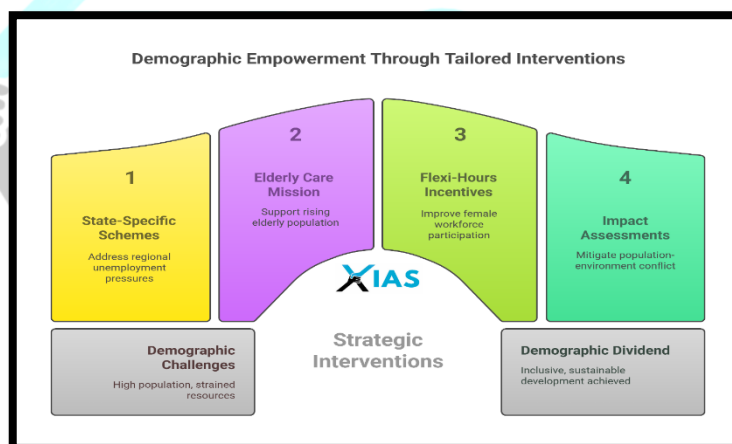 Demographic Empowerment Through Tailored Interventions
1
State-Specific
Schemes
Address regional
unemployment
pressures
2
Elderly Care
Mission
Support rising
elderly population
3
Flexi-Hours
Incentives
Improve female
workforce
participation
4
Impact
Assessments
Mitigate population-
environment conflict
XIAS
Strategic
Interventions
Demographic
Challenges
High population, strained
resources
Demographic Dividend
Inclusive, sustainable
development achieved